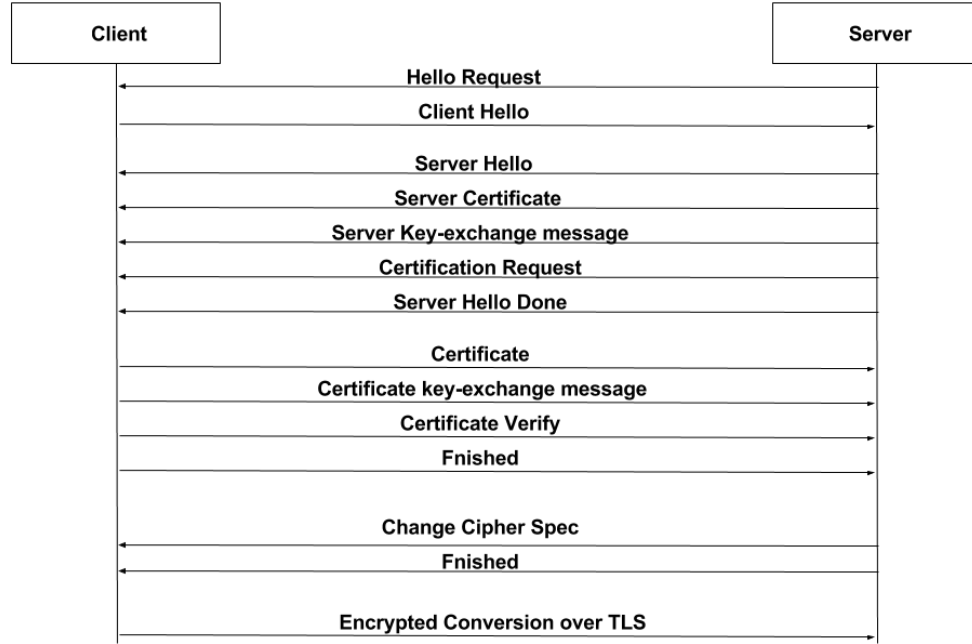 Client
Server
Hello Request
Client Hello
Server Hello
Server Certificate
Server Key-exchange message
Certification Request
Server Hello Done
Certificate
Certificate key-exchange message
Certificate Verify
Fnished
Change Cipher Spec
Fnished
Encrypted Conversion over TLS